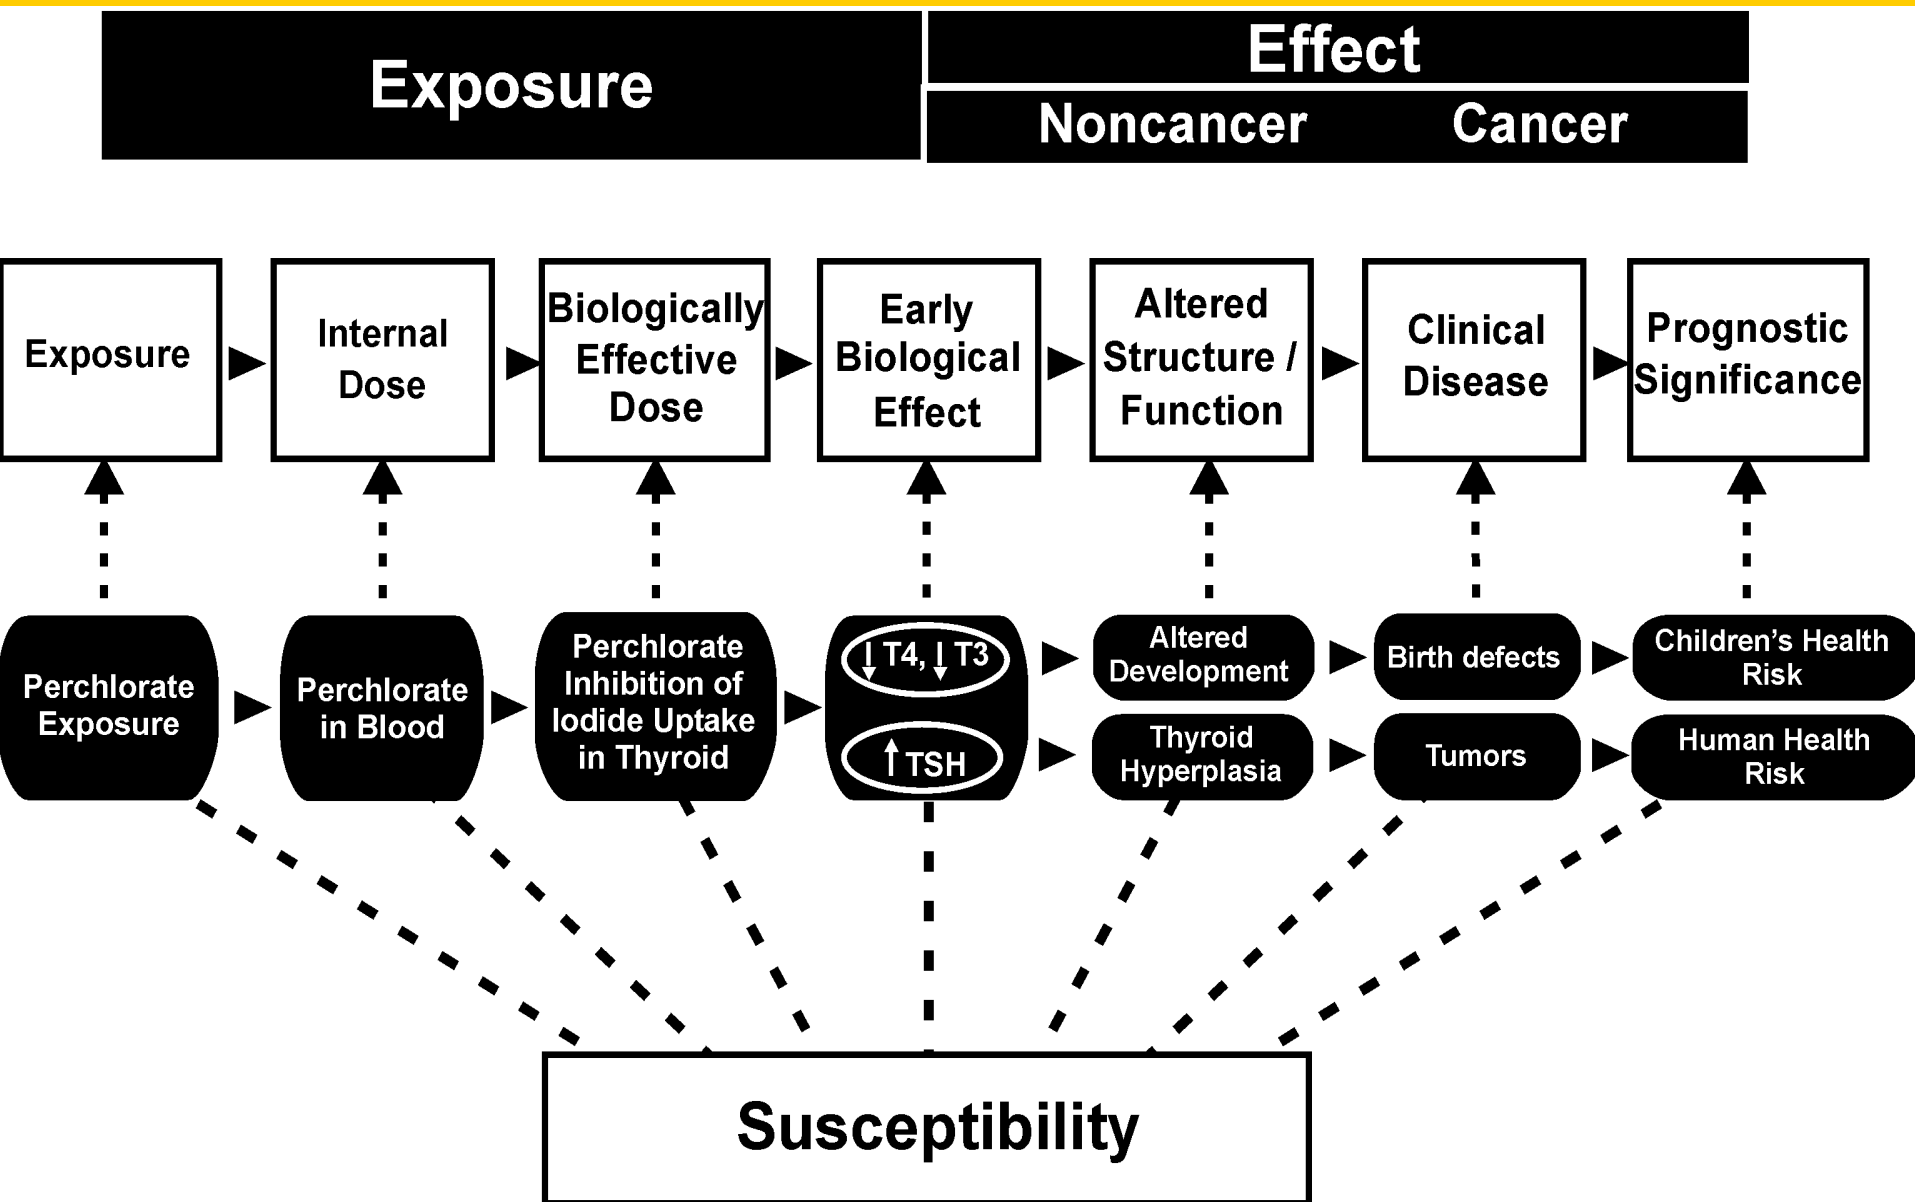 Exposure
Effect
Noncancer Cancer
Exposure
Internal
Dose
Biologically
Effective
Dose
Early
Biological
Effect
Altered
Structure /
Function
Clinical
Disease
Prognostic
Significance
Perchlorate
Exposure
Perchlorate
in Blood
Perchlorate
Inhibition of
Iodide Uptake
in Thyroid
↓ T4, ↓ T3
↑ TSH
Altered
Development
Birth defects
Children’s Health
Risk
Thyroid
Hyperplasia
Tumors
Human Health
Risk
Susceptibility